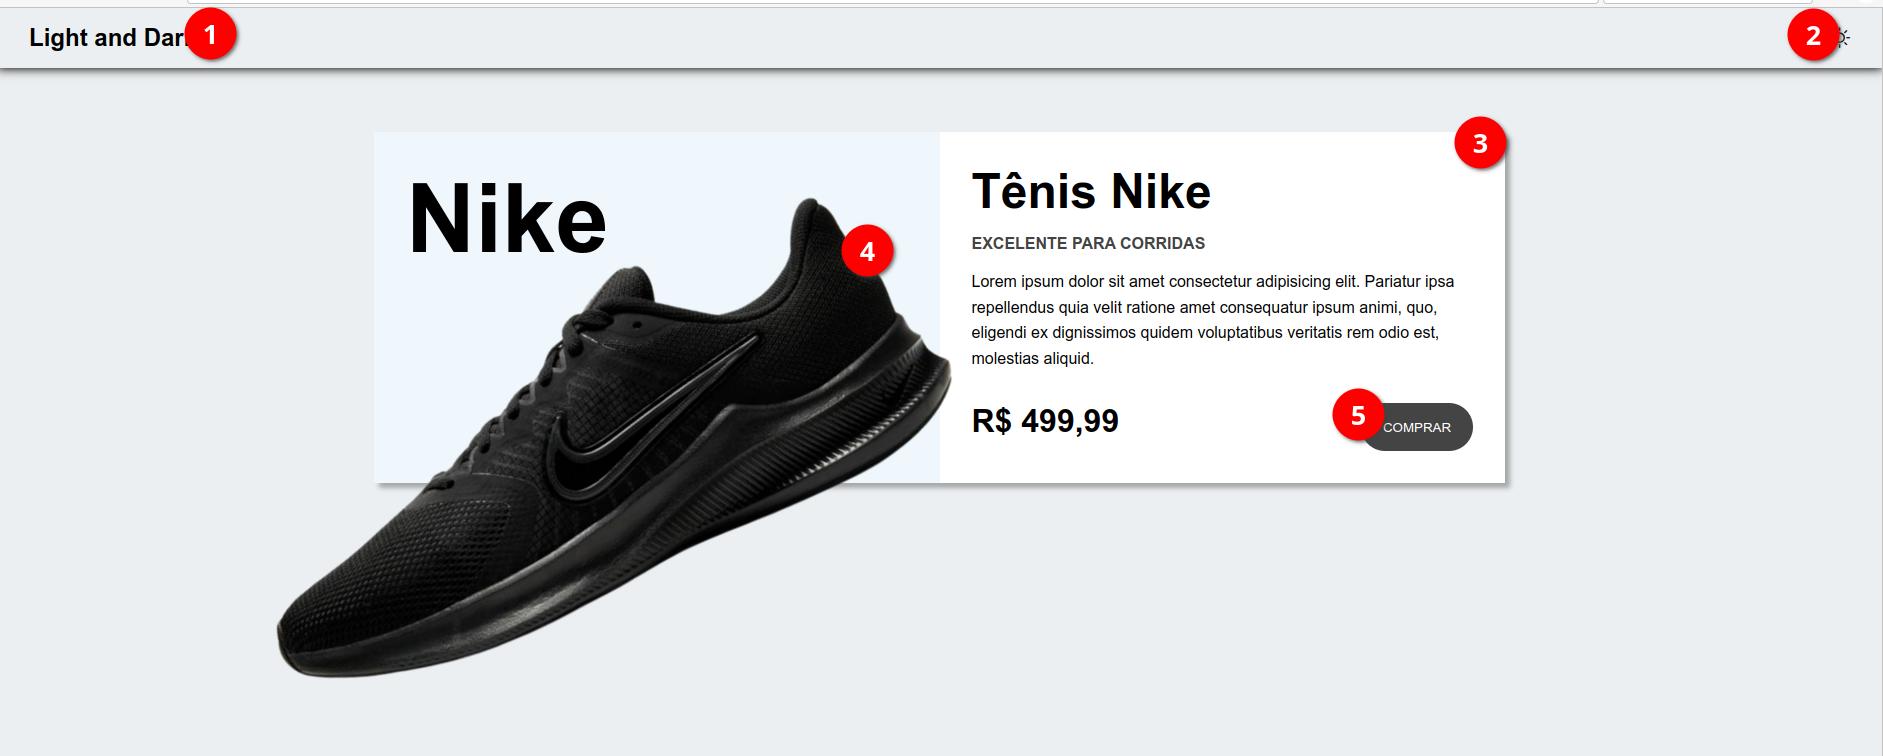 Light and Dar
1
2
3
Nike
4
Tênis Nike
EXCELENTE PARA CORRIDAS
Lorem ipsum dolor sit amet consectetur adipisicing elit. Pariatur ipsa
repellendus quia velit ratione amet consequatur ipsum animi, quo,
eligendi ex dignissimos quidem voluptatibus veritatis rem odio est,
molestias aliquid.
R$ 499,99
5
COMPRAR